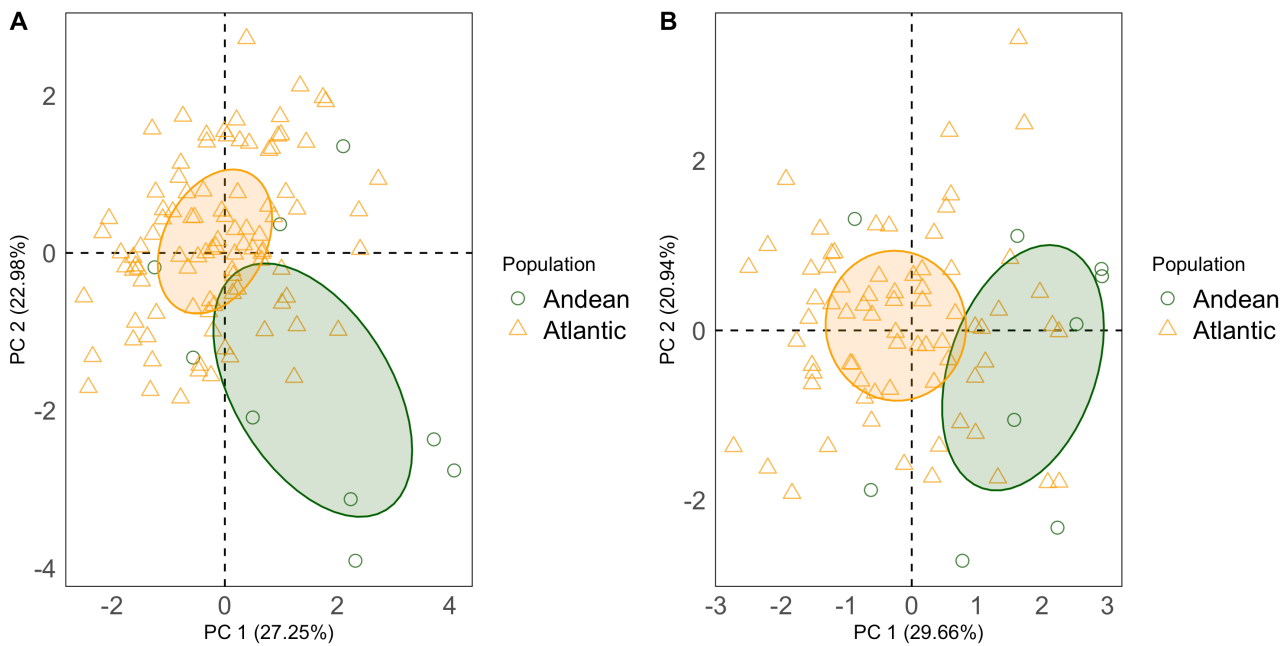 A
2
0
-2
-4
PC 2 (22.98%)
-2
0
2
4
PC 1 (27.25%)
Population
Andean
Atlantic
B
2
0
-2
PC 2 (20.94%)
-3
-2
-1
0
1
2
3
PC 1 (29.66%)
Population
Andean
Atlantic